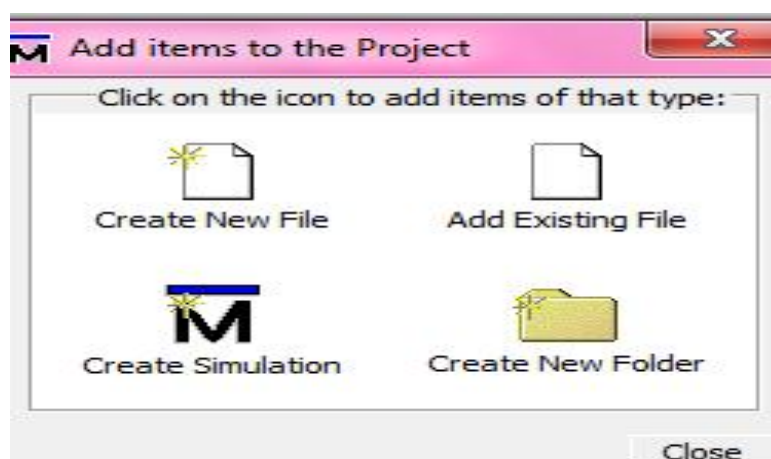 Add items to the Project
Click on the icon to add items of that type:
Create New File
Add Existing File
Create Simulation
Create New Folder
Close